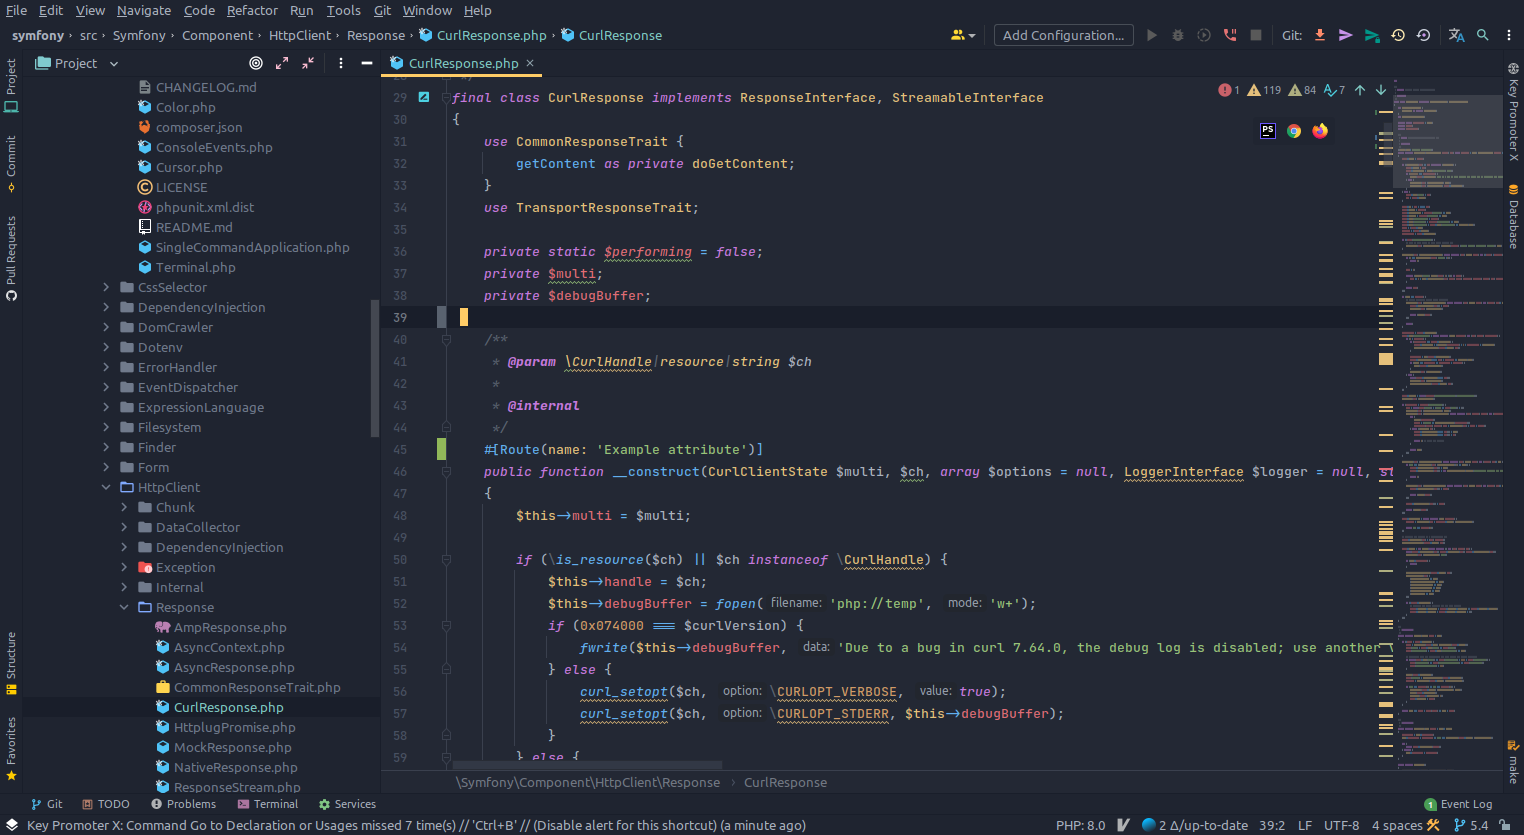 File Edit View Navigate Code Refactor Run Tools Git Window Help
symfony › src › Symfony › Component › HttpClient › Response › CurlResponse.php › CurlResponse
Add Configuration...
Git:
Project
CurlResponse.php ×
Project
Commit
Pull Requests
Structure
Favorites
CHANGELOG.md
Color.php
composer.json
ConsoleEvents.php
Cursor.php
LICENSE
phpunit.xml.dist
README.md
SingleCommandApplication.php
Terminal.php
CssSelector
DependencyInjection
DomCrawler
Dotenv
ErrorHandler
EventDispatcher
ExpressionLanguage
Filesystem
Finder
Form
HttpClient
Chunk
DataCollector
DependencyInjection
Exception
Internal
Response
AmpResponse.php
AsyncContext.php
AsyncResponse.php
CommonResponseTrait.php
CurlResponse.php
HttplugPromise.php
MockResponse.php
NativeResponse.php
ResponseStream.php
1 119 84 7
29 final class CurlResponse implements ResponseInterface, StreamableInterface
30 {
31 use CommonResponseTrait {
32 getContent as private doGetContent;
33 }
34 use TransportResponseTrait;
35
36 private static $performing = false;
37 private $multi;
38 private $debugBuffer;
39
40 /**
41 * @param \CurlHandle|resource|string $ch
42 *
43 * @internal
44 */
45 #[Route(name: 'Example attribute')]
46 public function __construct(CurlClientState $multi, $ch, array $options = null, LoggerInterface $logger = null,
47 {
48 $this->multi = $multi;
49
50 if (\is_resource($ch) || $ch instanceof \CurlHandle) {
51 $this->handle = $ch;
52 $this->debugBuffer = fopen( filename: 'php://temp', mode: 'w+');
53 if (0x074000 === $curlVersion) {
54 fwrite($this->debugBuffer, data: 'Due to a bug in curl 7.64.0, the debug log is disabled; use another
55 } else {
56 curl_setopt($ch, option: \CURLOPT_VERBOSE, value: true);
57 curl_setopt($ch, option: \CURLOPT_STDERR, $this->debugBuffer);
58 }
59 } else {
PS
Key Promoter X
Database
make
\Symfony\Component\HttpClient\Response › CurlResponse
Git TODO Problems Terminal Services
1 Event Log
Key Promoter X: Command Go to Declaration or Usages missed 7 time(s) // 'Ctrl+B' // (Disable alert for this shortcut) (a minute ago)
PHP: 8.0 2 Δ/up-to-date 39:2 LF UTF-8 4 spaces 5.4